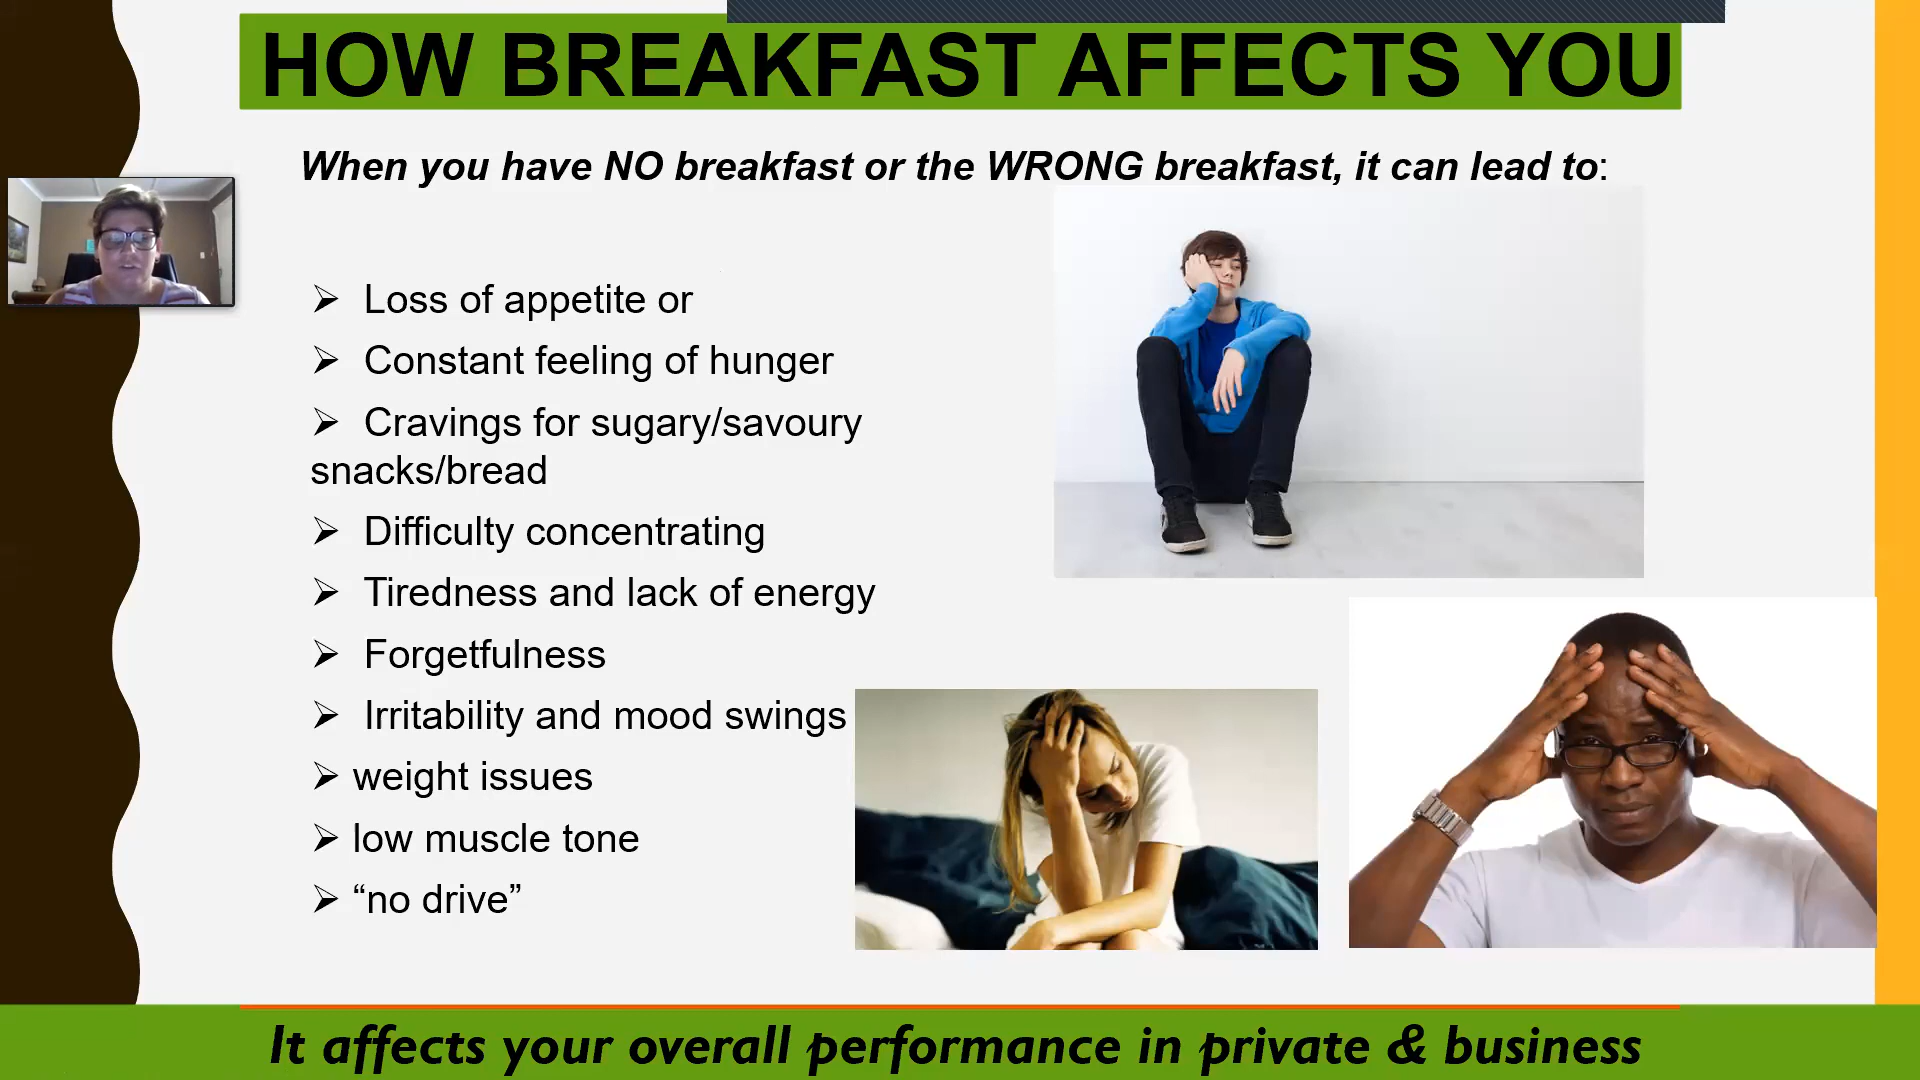 HOW BREAKFAST AFFECTS YOU
When you have NO breakfast or the WRONG breakfast, it can lead to:
➢ Loss of appetite or
➢ Constant feeling of hunger
➢ Cravings for sugary/savoury
snacks/bread
➢ Difficulty concentrating
➢ Tiredness and lack of energy
➢ Forgetfulness
➢ Irritability and mood swings
➢ weight issues
➢ low muscle tone
➢ “no drive”
It affects your overall performance in private & business